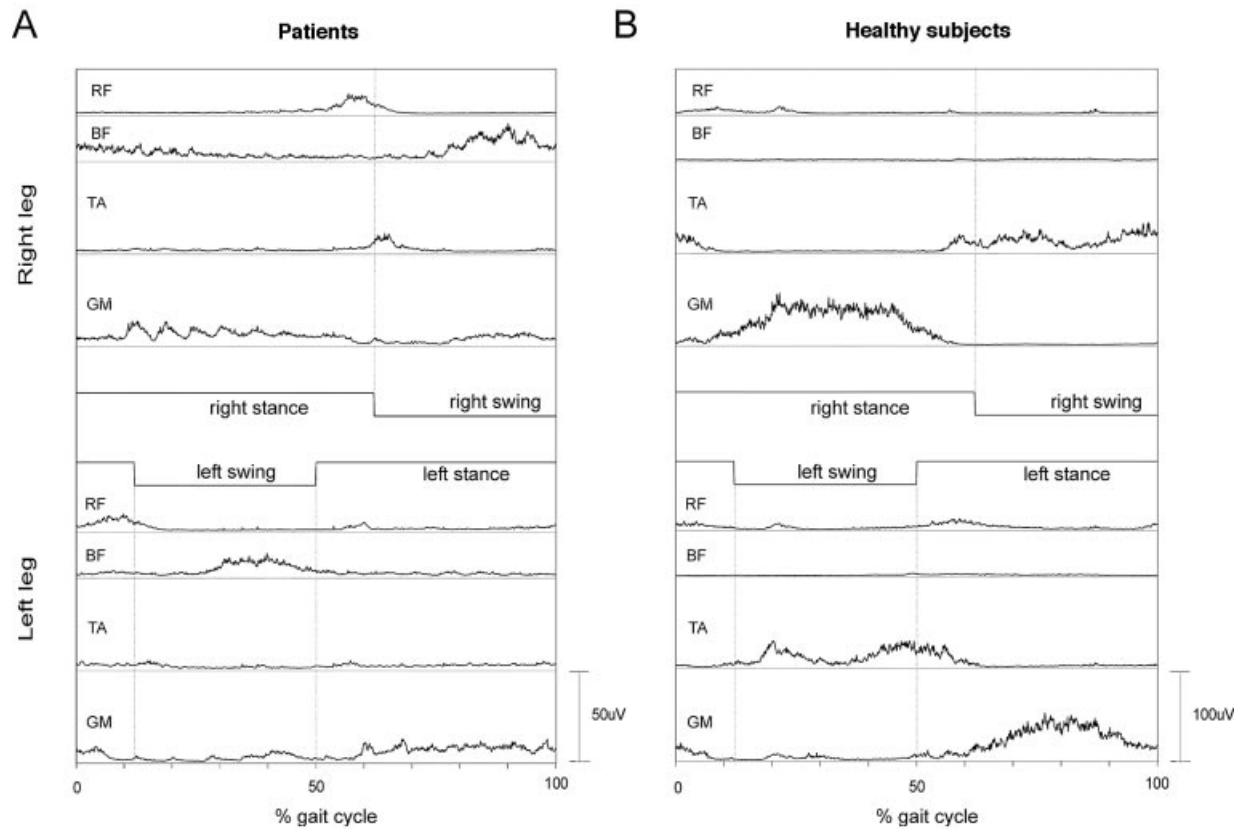 A
Patients
B
Healthy subjects
Right leg
RF
BF
TA
GM
right stance
right swing
left swing
left stance
Left leg
RF
BF
TA
GM
50uV
0
50
100
% gait cycle
RF
BF
TA
GM
right stance
right swing
left swing
left stance
RF
BF
TA
GM
100uV
0
50
100
% gait cycle